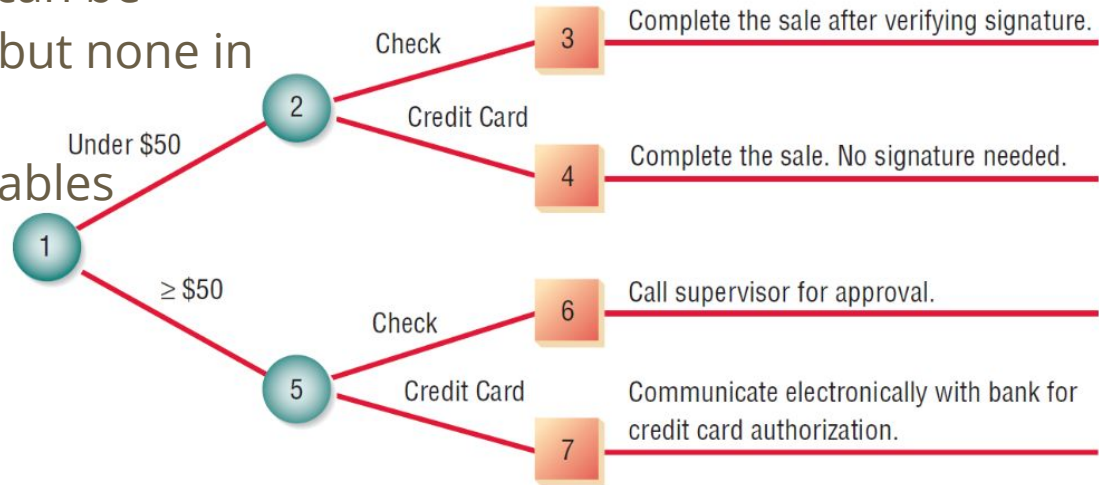 can be
but none in
ables
Check
3
Complete the sale after verifying signature.
2
Credit Card
Under $50
4
Complete the sale. No signature needed.
1
≥ $50
6
Call supervisor for approval.
Check
5
Credit Card
Communicate electronically with bank for
credit card authorization.
7